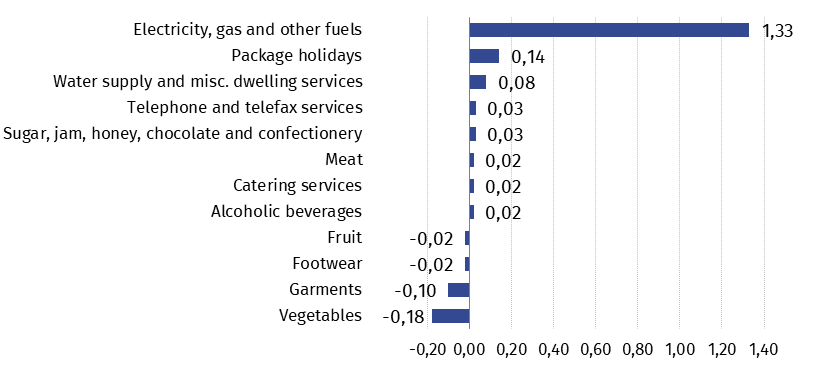 Electricity, gas and other fuels 1,33
Package holidays 0,14
Water supply and misc. dwelling services 0,08
Telephone and telefax services 0,03
Sugar, jam, honey, chocolate and confectionery 0,03
Meat 0,02
Catering services 0,02
Alcoholic beverages 0,02
Fruit -0,02
Footwear -0,02
Garments -0,10
Vegetables -0,18
-0,20 0,00 0,20 0,40 0,60 0,80 1,00 1,20 1,40